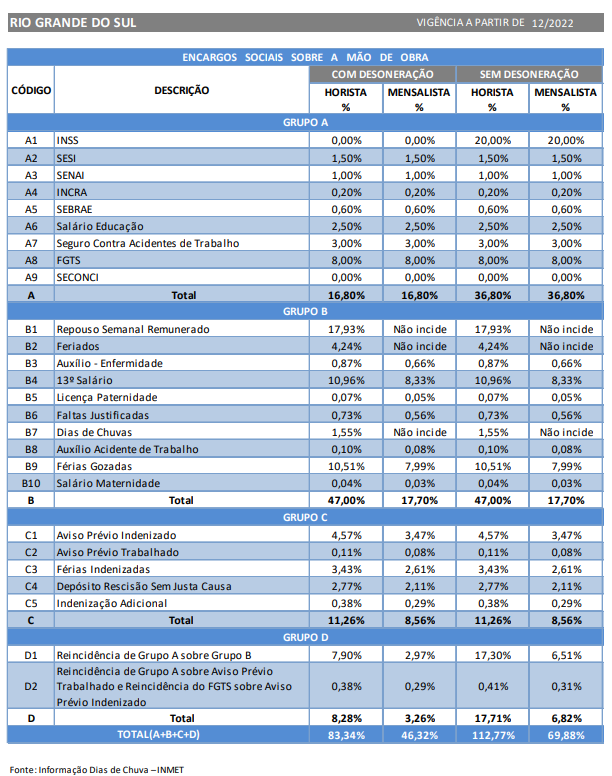 RIO GRANDE DO SUL VIGÊNCIA A PARTIR DE 12/2022
ENCARGOS SOCIAIS SOBRE A MÃO DE OBRA
CÓDIGO DESCRIÇÃO COM DESONERAÇÃO SEM DESONERAÇÃO
HORISTA MENSALISTA HORISTA MENSALISTA
% % % %
GRUPO A
A1 INSS 0,00% 0,00% 20,00% 20,00%
A2 SESI 1,50% 1,50% 1,50% 1,50%
A3 SENAI 1,00% 1,00% 1,00% 1,00%
A4 INCRA 0,20% 0,20% 0,20% 0,20%
A5 SEBRAE 0,60% 0,60% 0,60% 0,60%
A6 Salário Educação 2,50% 2,50% 2,50% 2,50%
A7 Seguro Contra Acidentes de Trabalho 3,00% 3,00% 3,00% 3,00%
A8 FGTS 8,00% 8,00% 8,00% 8,00%
A9 SECONCI 0,00% 0,00% 0,00% 0,00%
A Total 16,80% 16,80% 36,80% 36,80%
GRUPO B
B1 Repouso Semanal Remunerado 17,93% Não incide 17,93% Não incide
B2 Feriados 4,24% Não incide 4,24% Não incide
B3 Auxílio - Enfermidade 0,87% 0,66% 0,87% 0,66%
B4 13º Salário 10,96% 8,33% 10,96% 8,33%
B5 Licença Paternidade 0,07% 0,05% 0,07% 0,05%
B6 Faltas Justificadas 0,73% 0,56% 0,73% 0,56%
B7 Dias de Chuvas 1,55% Não incide 1,55% Não incide
B8 Auxílio Acidente de Trabalho 0,10% 0,08% 0,10% 0,08%
B9 Férias Gozadas 10,51% 7,99% 10,51% 7,99%
B10 Salário Maternidade 0,04% 0,03% 0,04% 0,03%
B Total 47,00% 17,70% 47,00% 17,70%
GRUPO C
C1 Aviso Prévio Indenizado 4,57% 3,47% 4,57% 3,47%
C2 Aviso Prévio Trabalhado 0,11% 0,08% 0,11% 0,08%
C3 Férias Indenizadas 3,43% 2,61% 3,43% 2,61%
C4 Depósito Rescisão Sem Justa Causa 2,77% 2,11% 2,77% 2,11%
C5 Indenização Adicional 0,38% 0,29% 0,38% 0,29%
C Total 11,26% 8,56% 11,26% 8,56%
GRUPO D
D1 Reincidência de Grupo A sobre Grupo B 7,90% 2,97% 17,30% 6,51%
Reincidência de Grupo A sobre Aviso Prévio
D2 Trabalhado e Reincidência do FGTS sobre Aviso 0,38% 0,29% 0,41% 0,31%
Prévio Indenizado
D Total 8,28% 3,26% 17,71% 6,82%
TOTAL(A+B+C+D) 83,34% 46,32% 112,77% 69,88%
Fonte: Informação Dias de Chuva – INMET